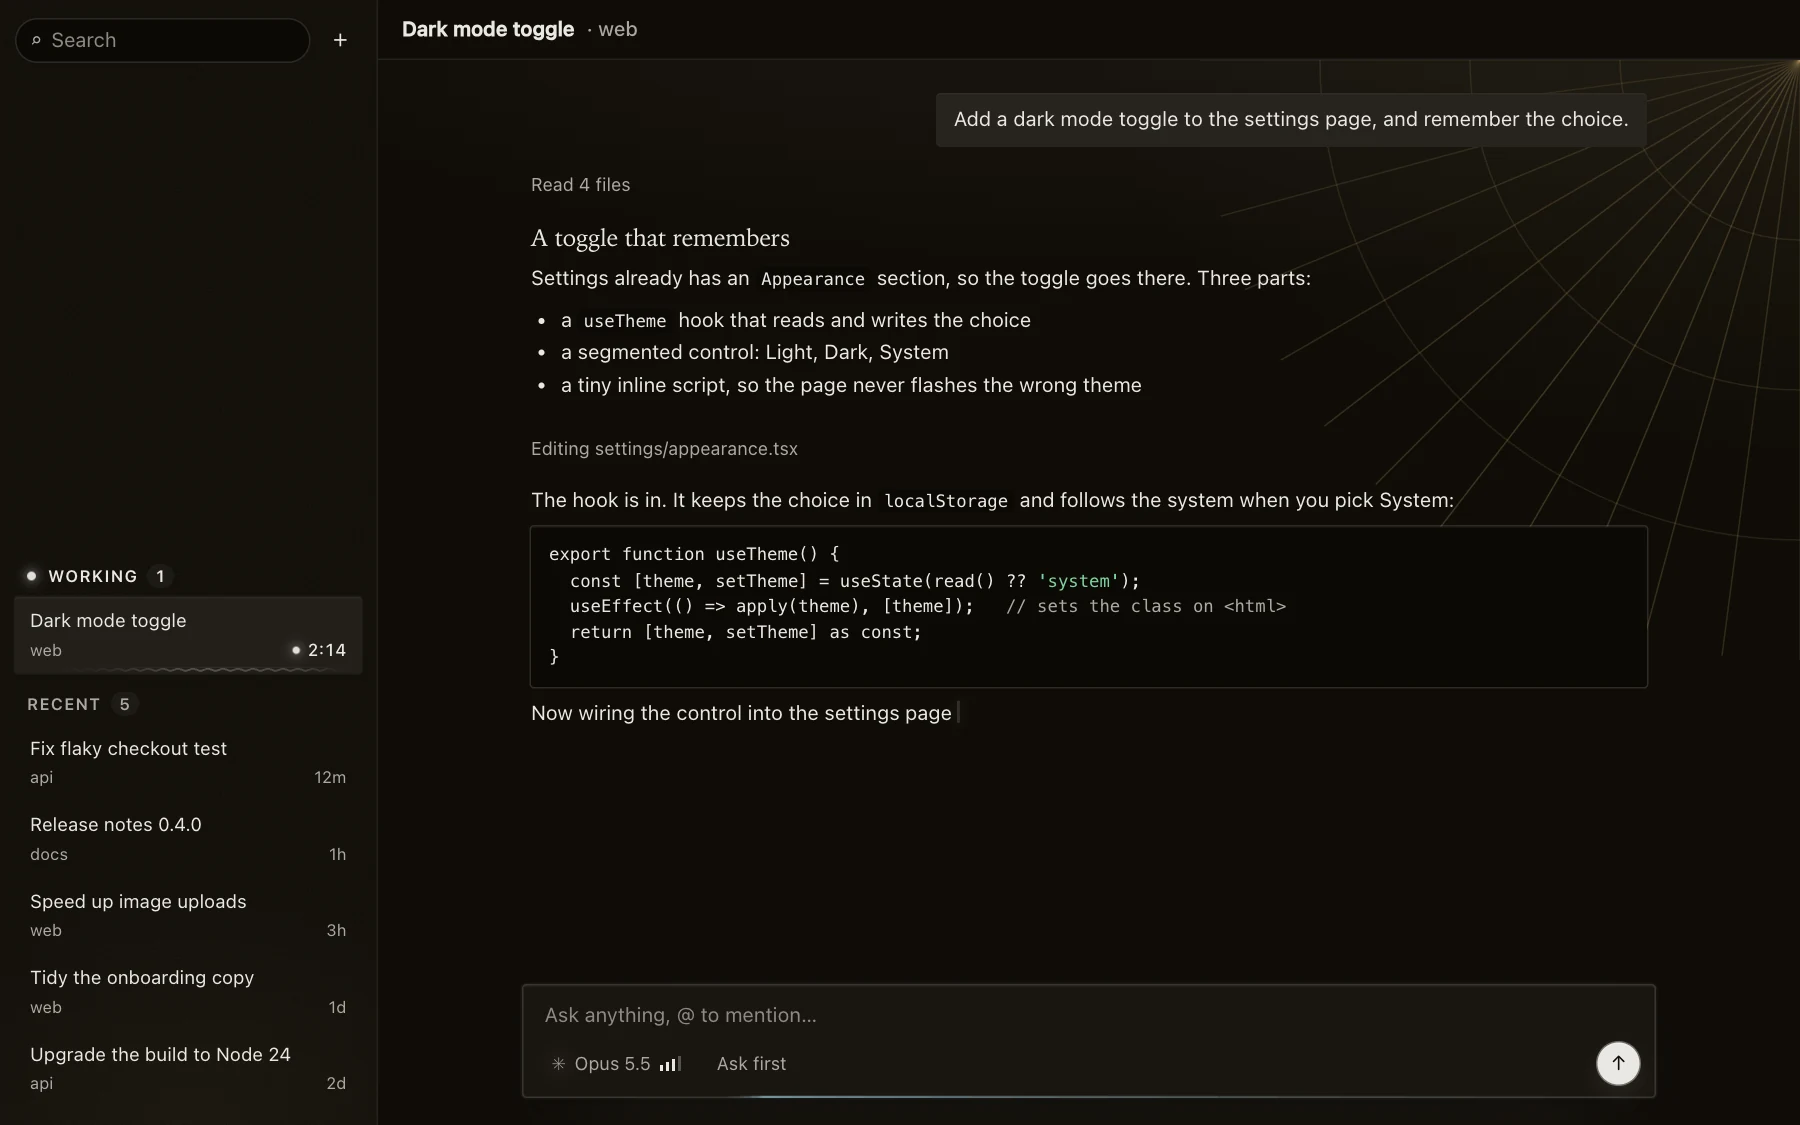 Search
+
WORKING 1
Dark mode toggle
web
2:14
RECENT 5
Fix flaky checkout test
api
12m
Release notes 0.4.0
docs
1h
Speed up image uploads
web
3h
Tidy the onboarding copy
web
1d
Upgrade the build to Node 24
api
2d
Dark mode toggle · web
Add a dark mode toggle to the settings page, and remember the choice.
Read 4 files
A toggle that remembers
Settings already has an Appearance section, so the toggle goes there. Three parts:
• a useTheme hook that reads and writes the choice
• a segmented control: Light, Dark, System
• a tiny inline script, so the page never flashes the wrong theme
Editing settings/appearance.tsx
The hook is in. It keeps the choice in localStorage and follows the system when you pick System:
export function useTheme() {
  const [theme, setTheme] = useState(read() ?? 'system');
  useEffect(() => apply(theme), [theme]);   // sets the class on <html>
  return [theme, setTheme] as const;
}
Now wiring the control into the settings page
Ask anything, @ to mention...
Opus 5.5
Ask first